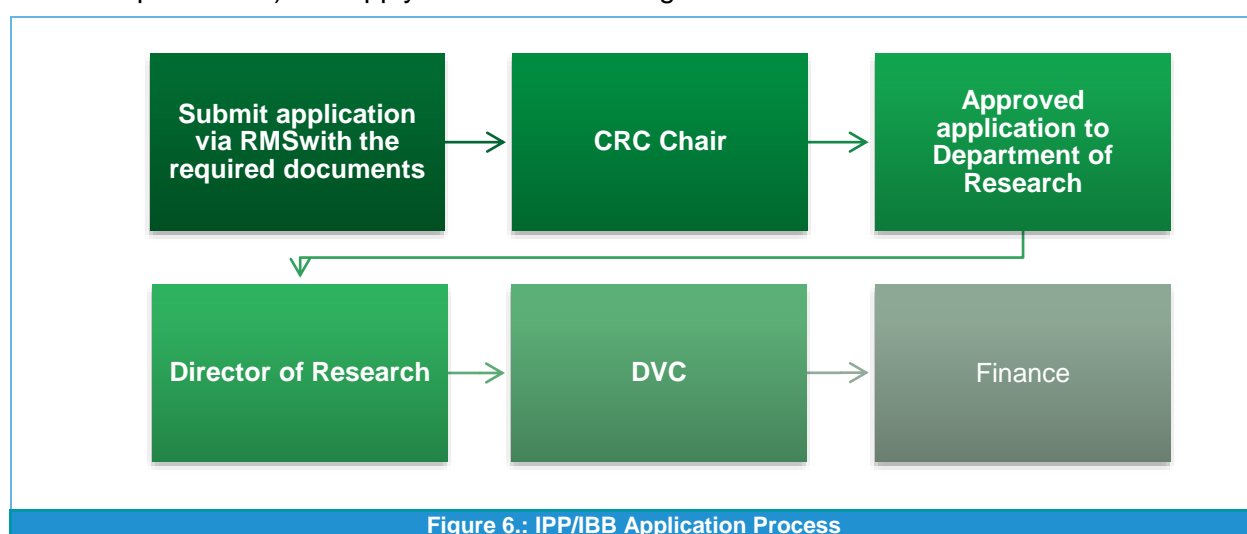 apply
Submit application
via RMSwith the
required documents
CRC Chair
Approved
application to
Department of
Research
Director of Research
DVC
Finance
Figure 6.: IPP/IBB Application Process